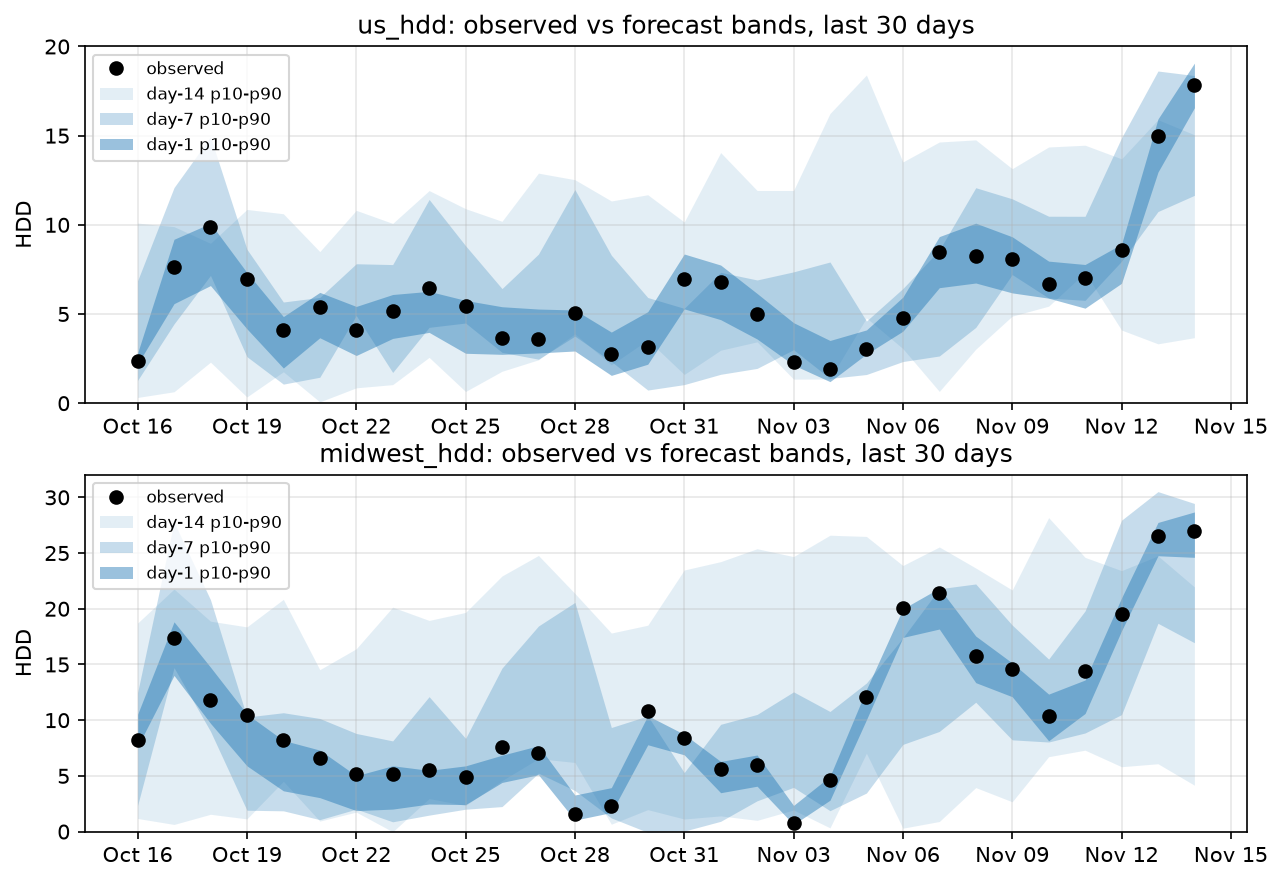 us_hdd: observed vs forecast bands, last 30 days
20
15
10
5
0
HDD
observed
day-14 p10-p90
day-7 p10-p90
day-1 p10-p90
Oct 16 Oct 19 Oct 22 Oct 25 Oct 28 Oct 31 Nov 03 Nov 06 Nov 09 Nov 12 Nov 15
midwest_hdd: observed vs forecast bands, last 30 days
30
25
20
15
10
5
0
HDD
observed
day-14 p10-p90
day-7 p10-p90
day-1 p10-p90
Oct 16 Oct 19 Oct 22 Oct 25 Oct 28 Oct 31 Nov 03 Nov 06 Nov 09 Nov 12 Nov 15